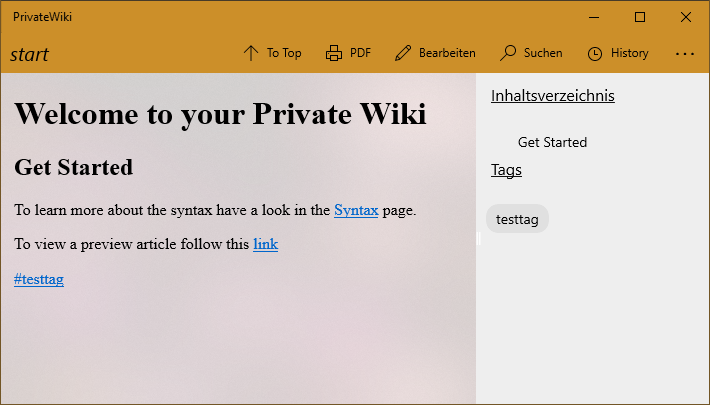 PrivateWiki
start
To Top
PDF
Bearbeiten
Suchen
History
Welcome to your Private Wiki
Get Started
To learn more about the syntax have a look in the Syntax page.
To view a preview article follow this link
#testtag
Inhaltsverzeichnis
Get Started
Tags
testtag